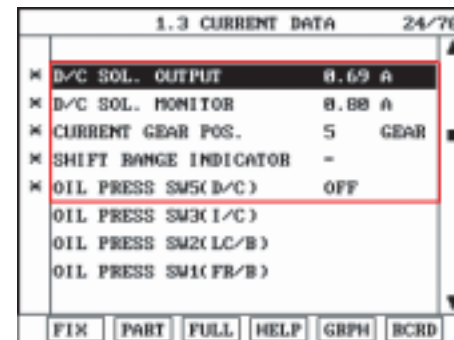 1.3 CURRENT DATA 24/70
× D/C SOL. OUTPUT 0.69 A
× D/C SOL. MONITOR 0.80 A
× CURRENT GEAR POS. 5 GEAR
× SHIFT RANGE INDICATOR -
× OIL PRESS SW5(D/C) OFF
OIL PRESS SW3(I/C)
OIL PRESS SW2(LC/B)
OIL PRESS SW1(FR/B)
FIX PART FULL HELP GRPH RCRD